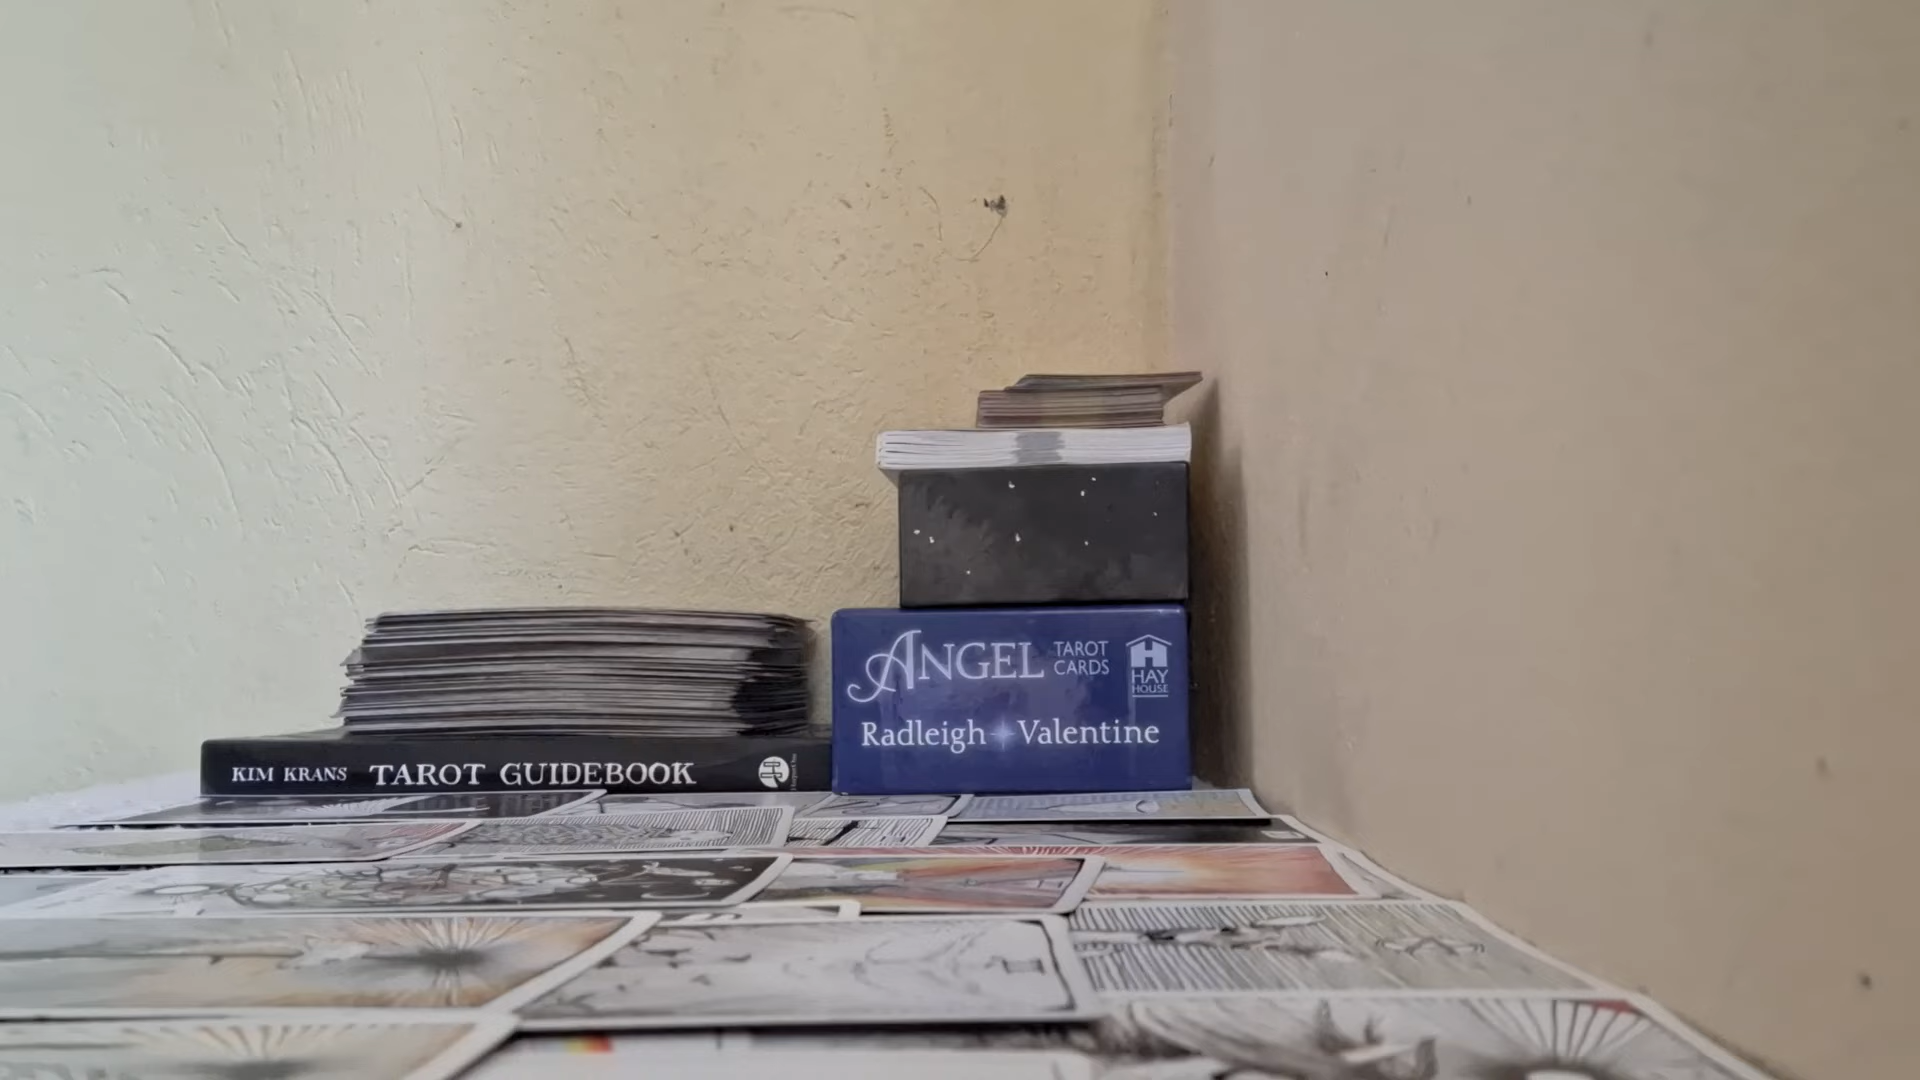 KIM KRANS TAROT GUIDEBOOK
ANGEL TAROT CARDS
HAY HOUSE
Radleigh Valentine